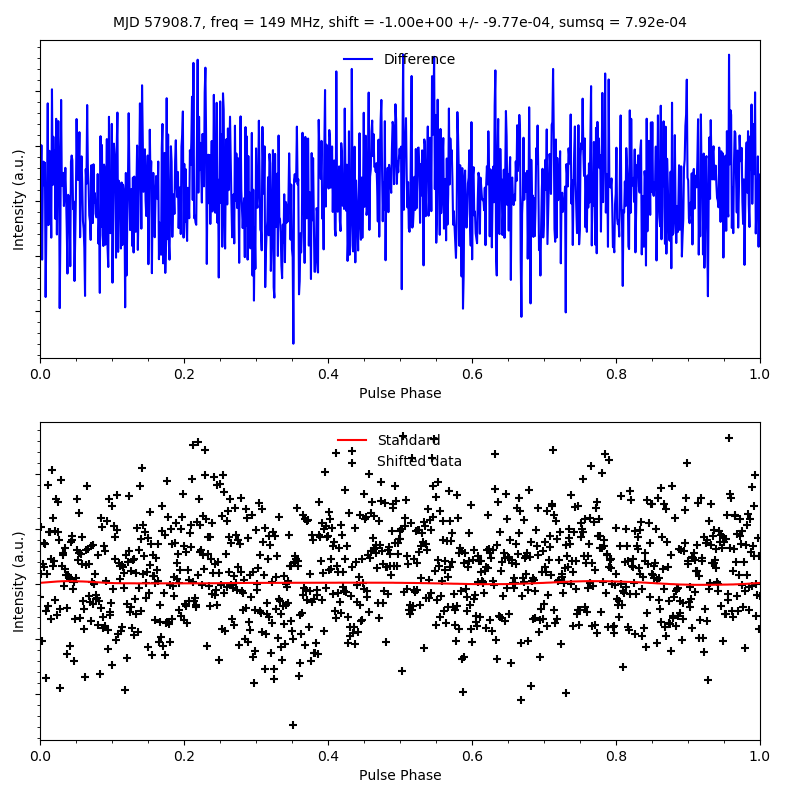 MJD 57908.7, freq = 149 MHz, shift = -1.00e+00 +/- -9.77e-04, sumsq = 7.92e-04
Difference
Intensity (a.u.)
0.0 0.2 0.4 0.6 0.8 1.0
Pulse Phase
Standard
Shifted data
Intensity (a.u.)
0.0 0.2 0.4 0.6 0.8 1.0
Pulse Phase